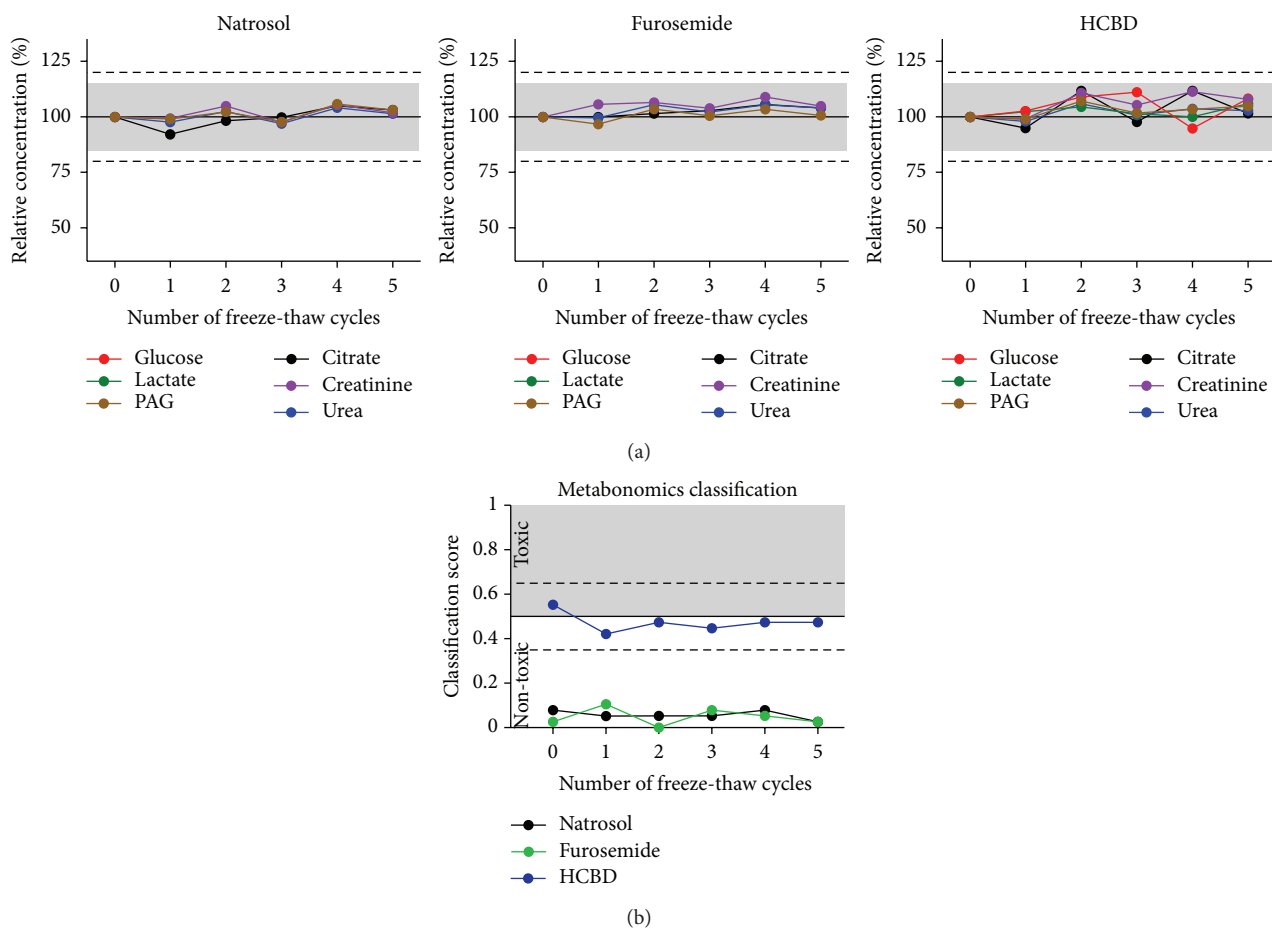 Natrosol
Relative concentration (%)
125
100
75
50
0 1 2 3 4 5
Number of freeze-thaw cycles
Glucose
Lactate
PAG
Citrate
Creatinine
Urea
Furosemide
Relative concentration (%)
125
100
75
50
0 1 2 3 4 5
Number of freeze-thaw cycles
Glucose
Lactate
PAG
Citrate
Creatinine
Urea
HCBD
Relative concentration (%)
125
100
75
50
0 1 2 3 4 5
Number of freeze-thaw cycles
Glucose
Lactate
PAG
Citrate
Creatinine
Urea
(a)
Metabonomics classification
Classification score
1
0.8
0.6
0.4
0.2
0
Toxic
Non-toxic
0 1 2 3 4 5
Number of freeze-thaw cycles
Natrosol
Furosemide
HCBD
(b)